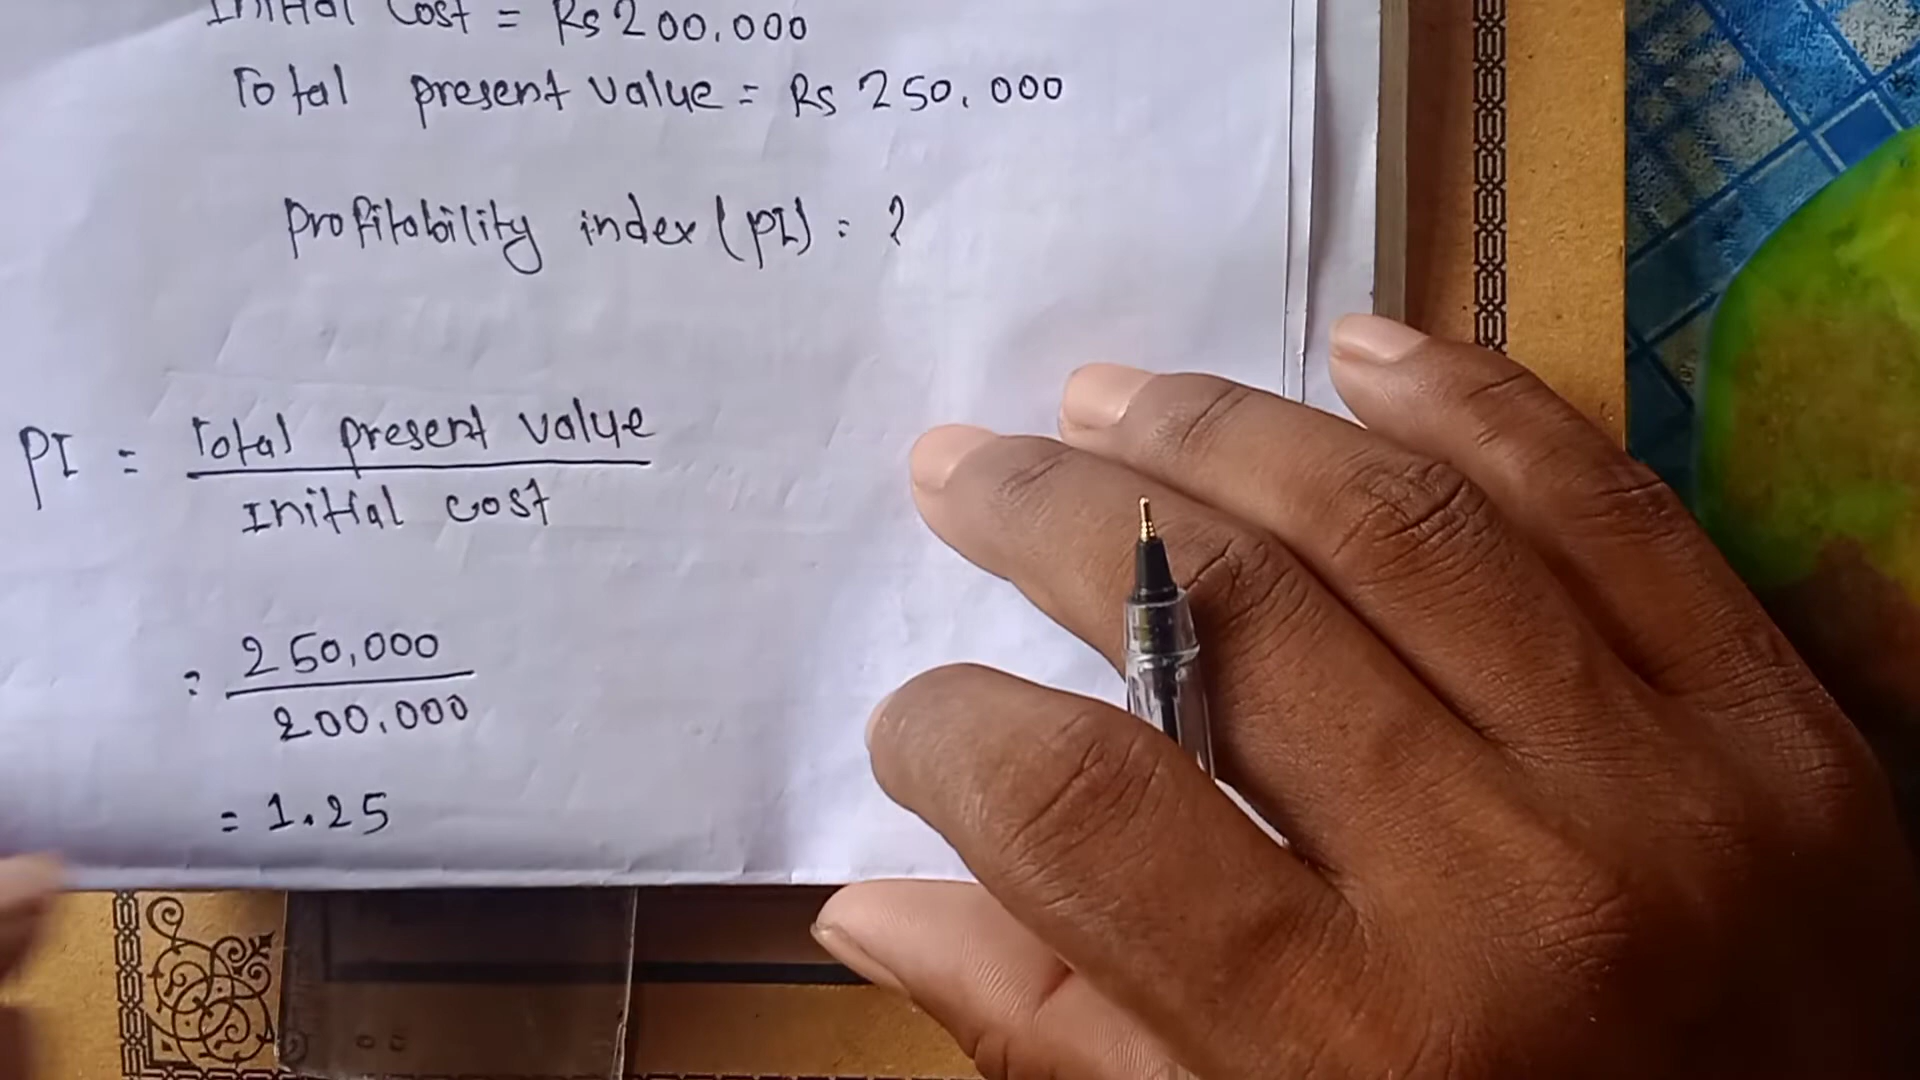 Initial Cost = Rs 200,000
Total present value = Rs 250,000
profitability index (PI) = ?
PI = Total present value
Initial cost
= 250,000
200,000
= 1.25